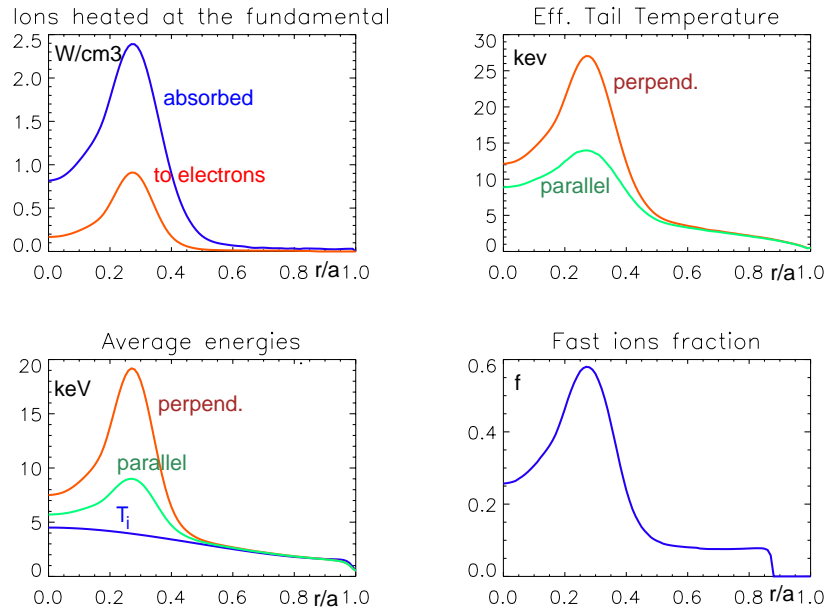 Ions heated at the fundamental
W/cm3
absorbed
to electrons
2.5
2.0
1.5
1.0
0.5
0.0
0.0 0.2 0.4 0.6 0.8 r/a 1.0
Eff. Tail Temperature
kev
perpend.
parallel
30
25
20
15
10
5
0
0.0 0.2 0.4 0.6 0.8 r/a 1.0
Average energies
keV
perpend.
parallel
Ti
20
15
10
5
0
0.0 0.2 0.4 0.6 0.8 r/a 1.0
Fast ions fraction
f
0.6
0.4
0.2
0.0
0.0 0.2 0.4 0.6 0.8 r/a 1.0